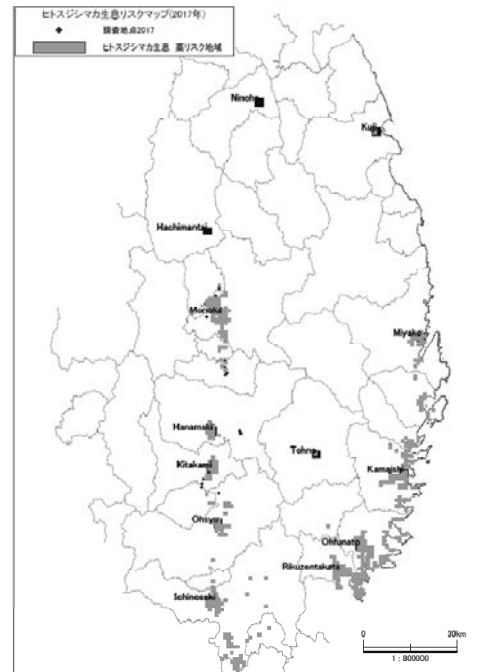 ヒトスジシマカ生息リスクマップ(2017年)
調査地点2017
ヒトスジシマカ生息 高リスク地域
Ninohe
Kuji
Hachimantai
Morioka
Miyako
Hanamaki
Tohno
Kitakami
Kamaishi
Ohsyu
Ohfunato
Rikuzentakata
Ichinoseki
0 30km
1 : 800000